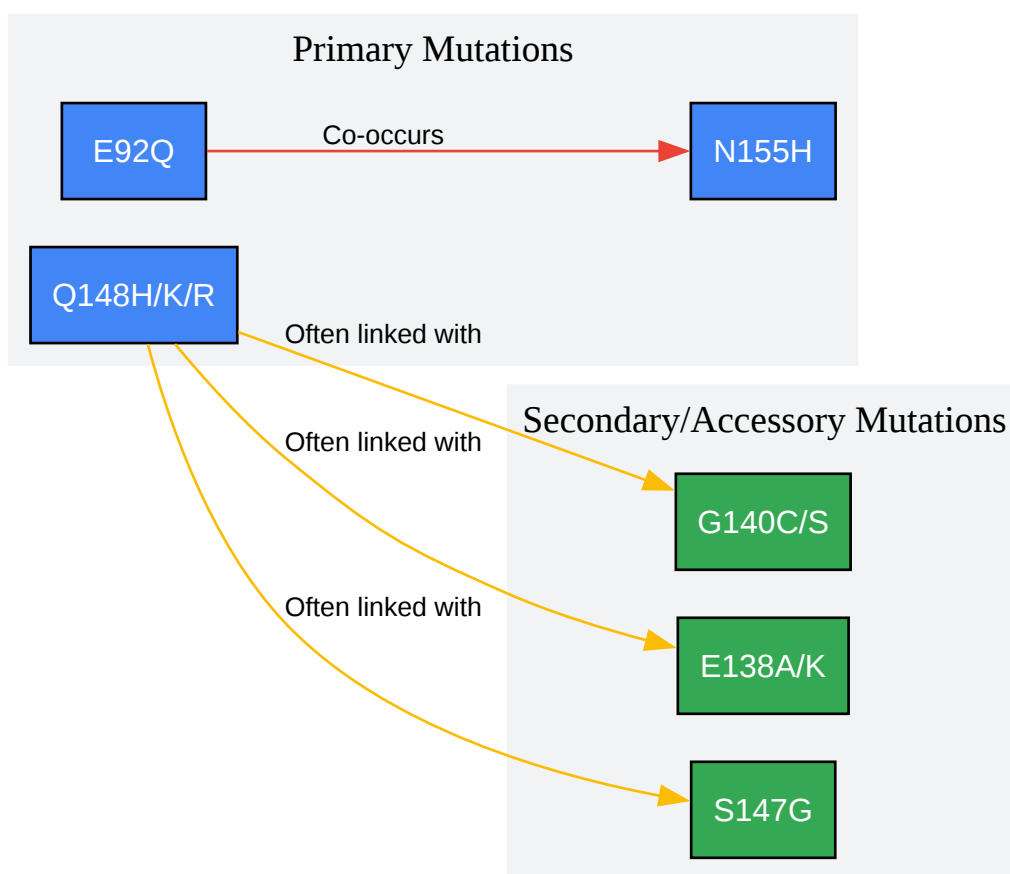 Primary Mutations
E92Q
Co-occurs
N155H
Q148H/K/R
Often linked with
Secondary/Accessory Mutations
Often linked with
G140C/S
Often linked with
E138A/K
S147G